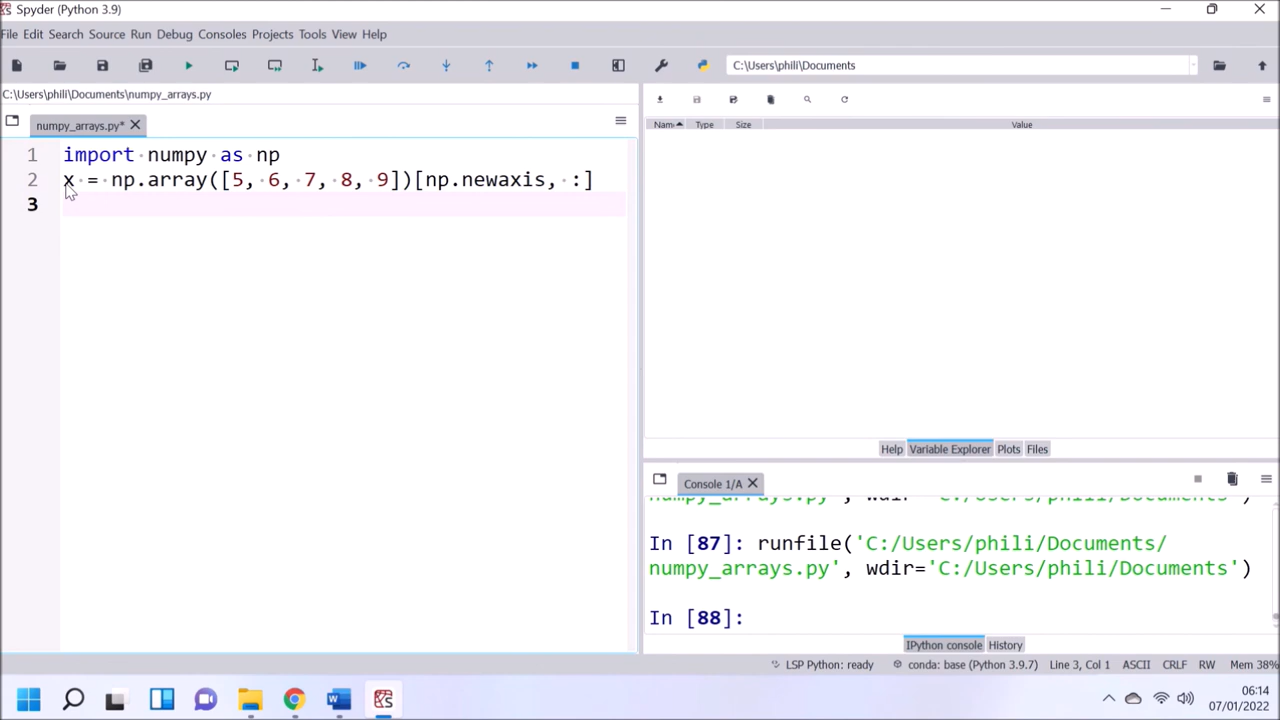 Spyder (Python 3.9)
File Edit Search Source Run Debug Consoles Projects Tools View Help
C:\Users\phili\Documents
C:\Users\phili\Documents\numpy_arrays.py
numpy_arrays.py*
Nam Type Size Value
1 import numpy as np
2 x = np.array([5, 6, 7, 8, 9])[np.newaxis, :]
3
Help Variable Explorer Plots Files
Console 1/A
numpy_arrays.py', wdir='C:/Users/phili/Documents')
In [87]: runfile('C:/Users/phili/Documents/
numpy_arrays.py', wdir='C:/Users/phili/Documents')
In [88]:
IPython console History
LSP Python: ready conda: base (Python 3.9.7) Line 3, Col 1 ASCII CRLF RW Mem 38%
06:14
07/01/2022